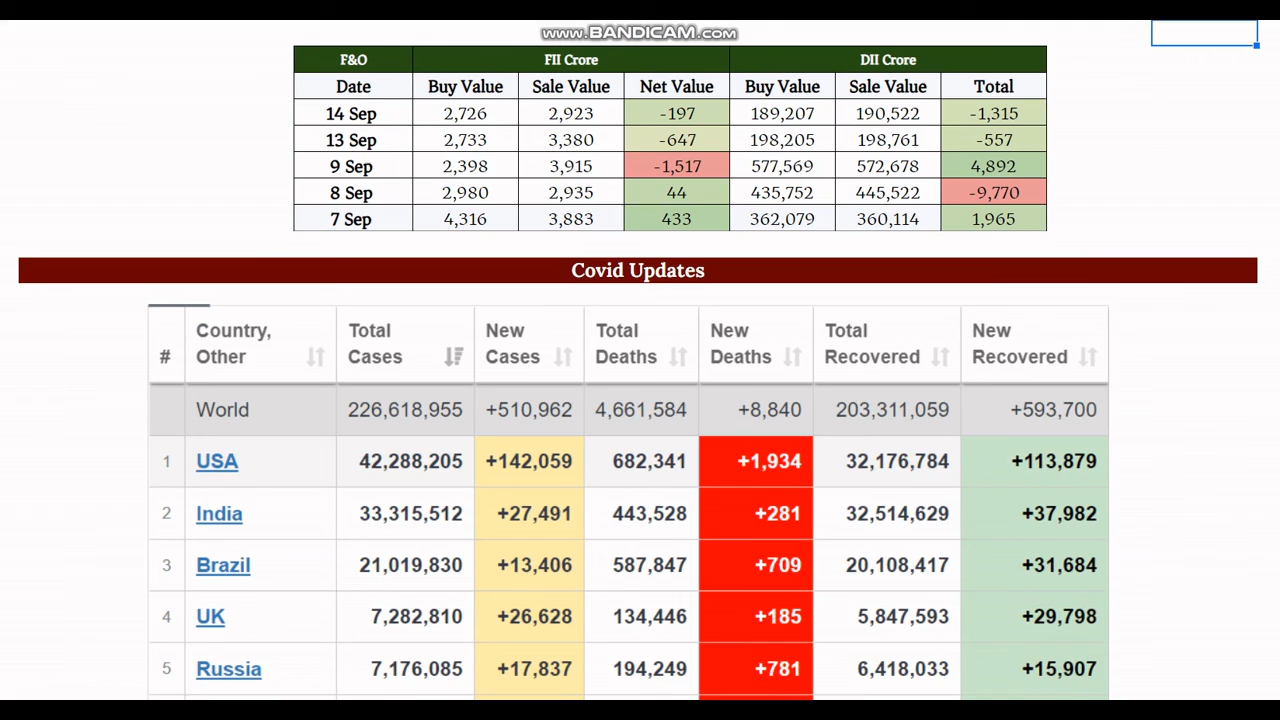 www.BANDICAM.com
F&O FII Crore DII Crore
Date Buy Value Sale Value Net Value Buy Value Sale Value Total
14 Sep 2,726 2,923 -197 189,207 190,522 -1,315
13 Sep 2,733 3,380 -647 198,205 198,761 -557
9 Sep 2,398 3,915 -1,517 577,569 572,678 4,892
8 Sep 2,980 2,935 44 435,752 445,522 -9,770
7 Sep 4,316 3,883 433 362,079 360,114 1,965
Covid Updates
# Country, Other Total Cases New Cases Total Deaths New Deaths Total Recovered New Recovered
World 226,618,955 +510,962 4,661,584 +8,840 203,311,059 +593,700
1 USA 42,288,205 +142,059 682,341 +1,934 32,176,784 +113,879
2 India 33,315,512 +27,491 443,528 +281 32,514,629 +37,982
3 Brazil 21,019,830 +13,406 587,847 +709 20,108,417 +31,684
4 UK 7,282,810 +26,628 134,446 +185 5,847,593 +29,798
5 Russia 7,176,085 +17,837 194,249 +781 6,418,033 +15,907